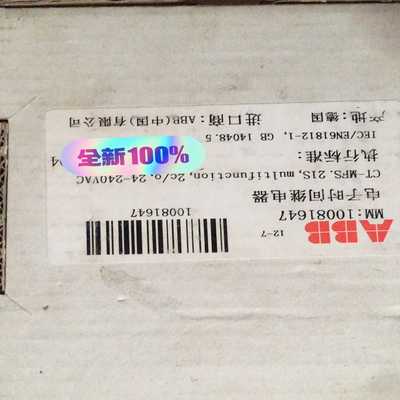 ABB
12-7
MM:10081647
10081647
电子时间继电器
CT-MFS.21S, multifunction,2c/o,24-240VAC
执行标准:
IEC/EN61812-1, GB 14048.5
产地:德国 进口商:ABB(中国)有限公司
全新100%